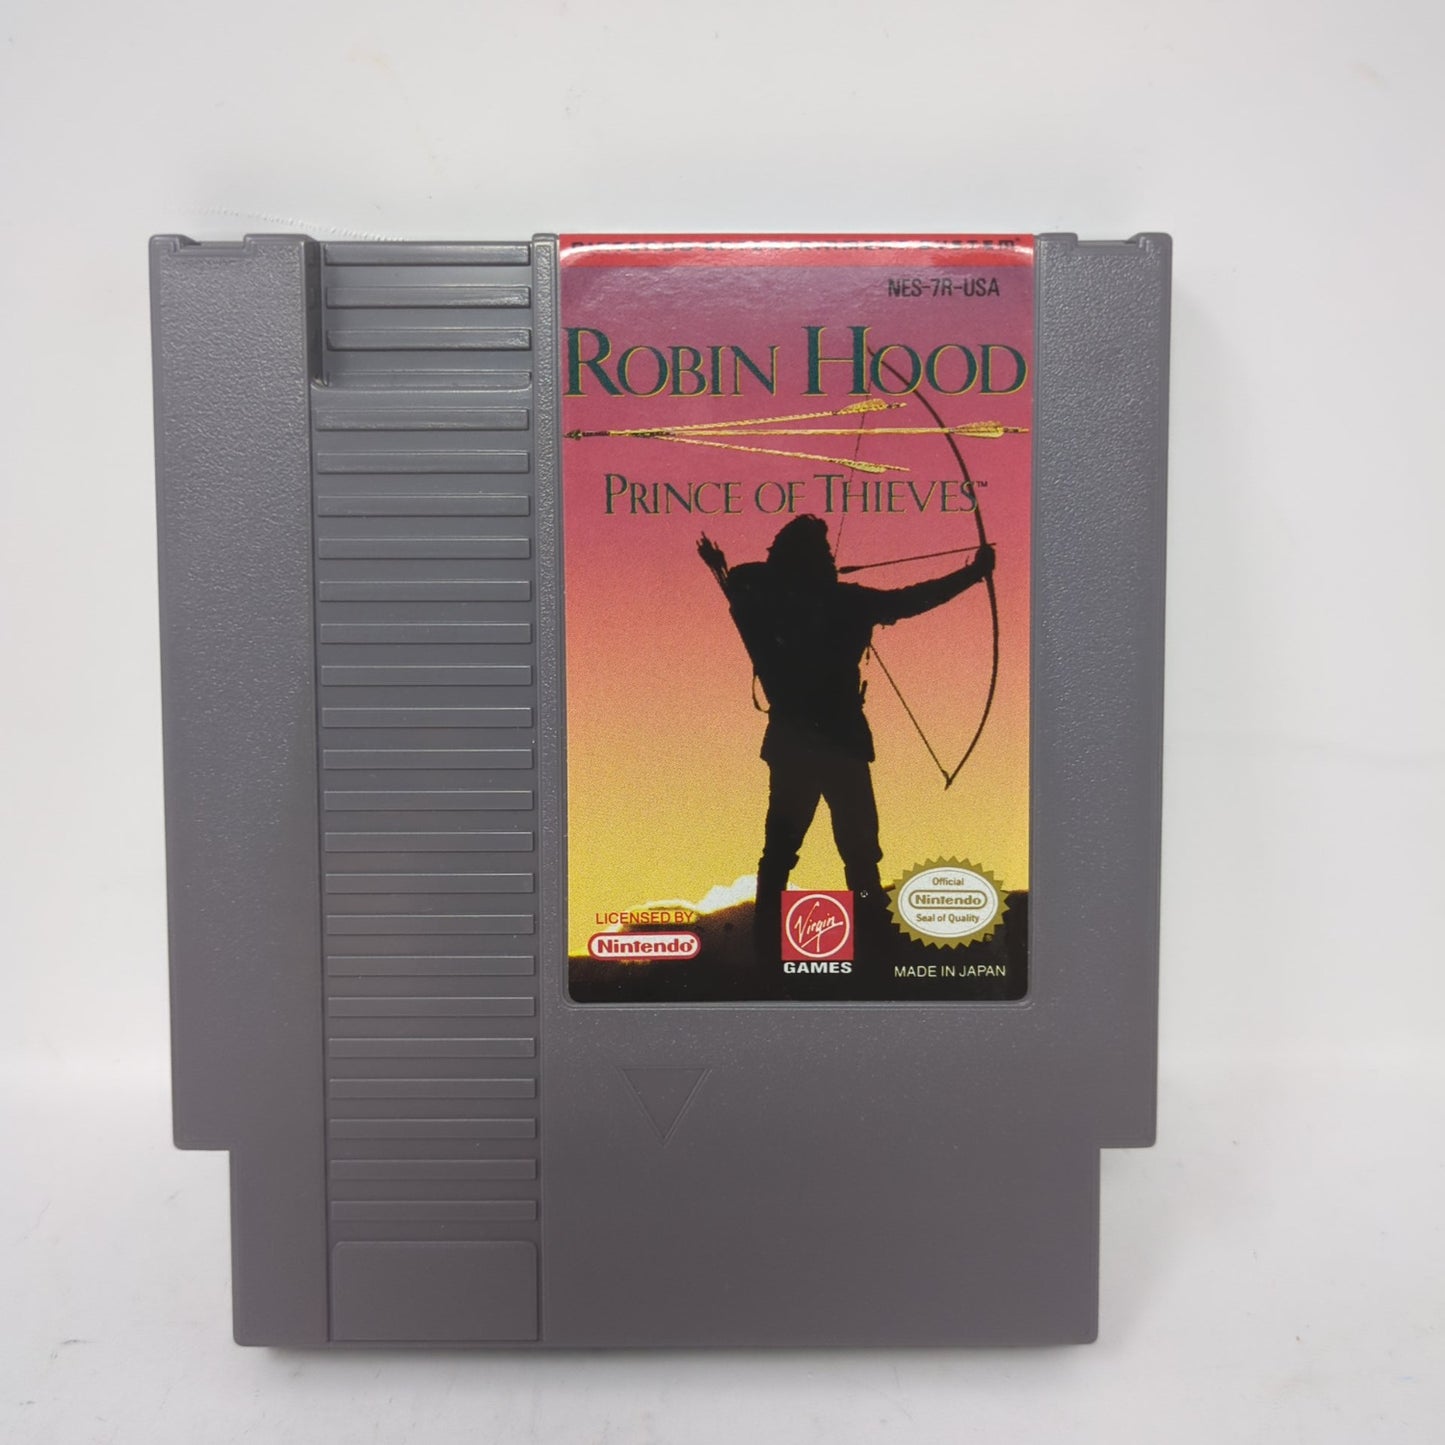 NES-7R-USA
ROBIN HOOD
PRINCE OF THIEVES™
Official
Nintendo
Seal of Quality
®
LICENSED BY
Nintendo®
Virgin®
GAMES
MADE IN JAPAN